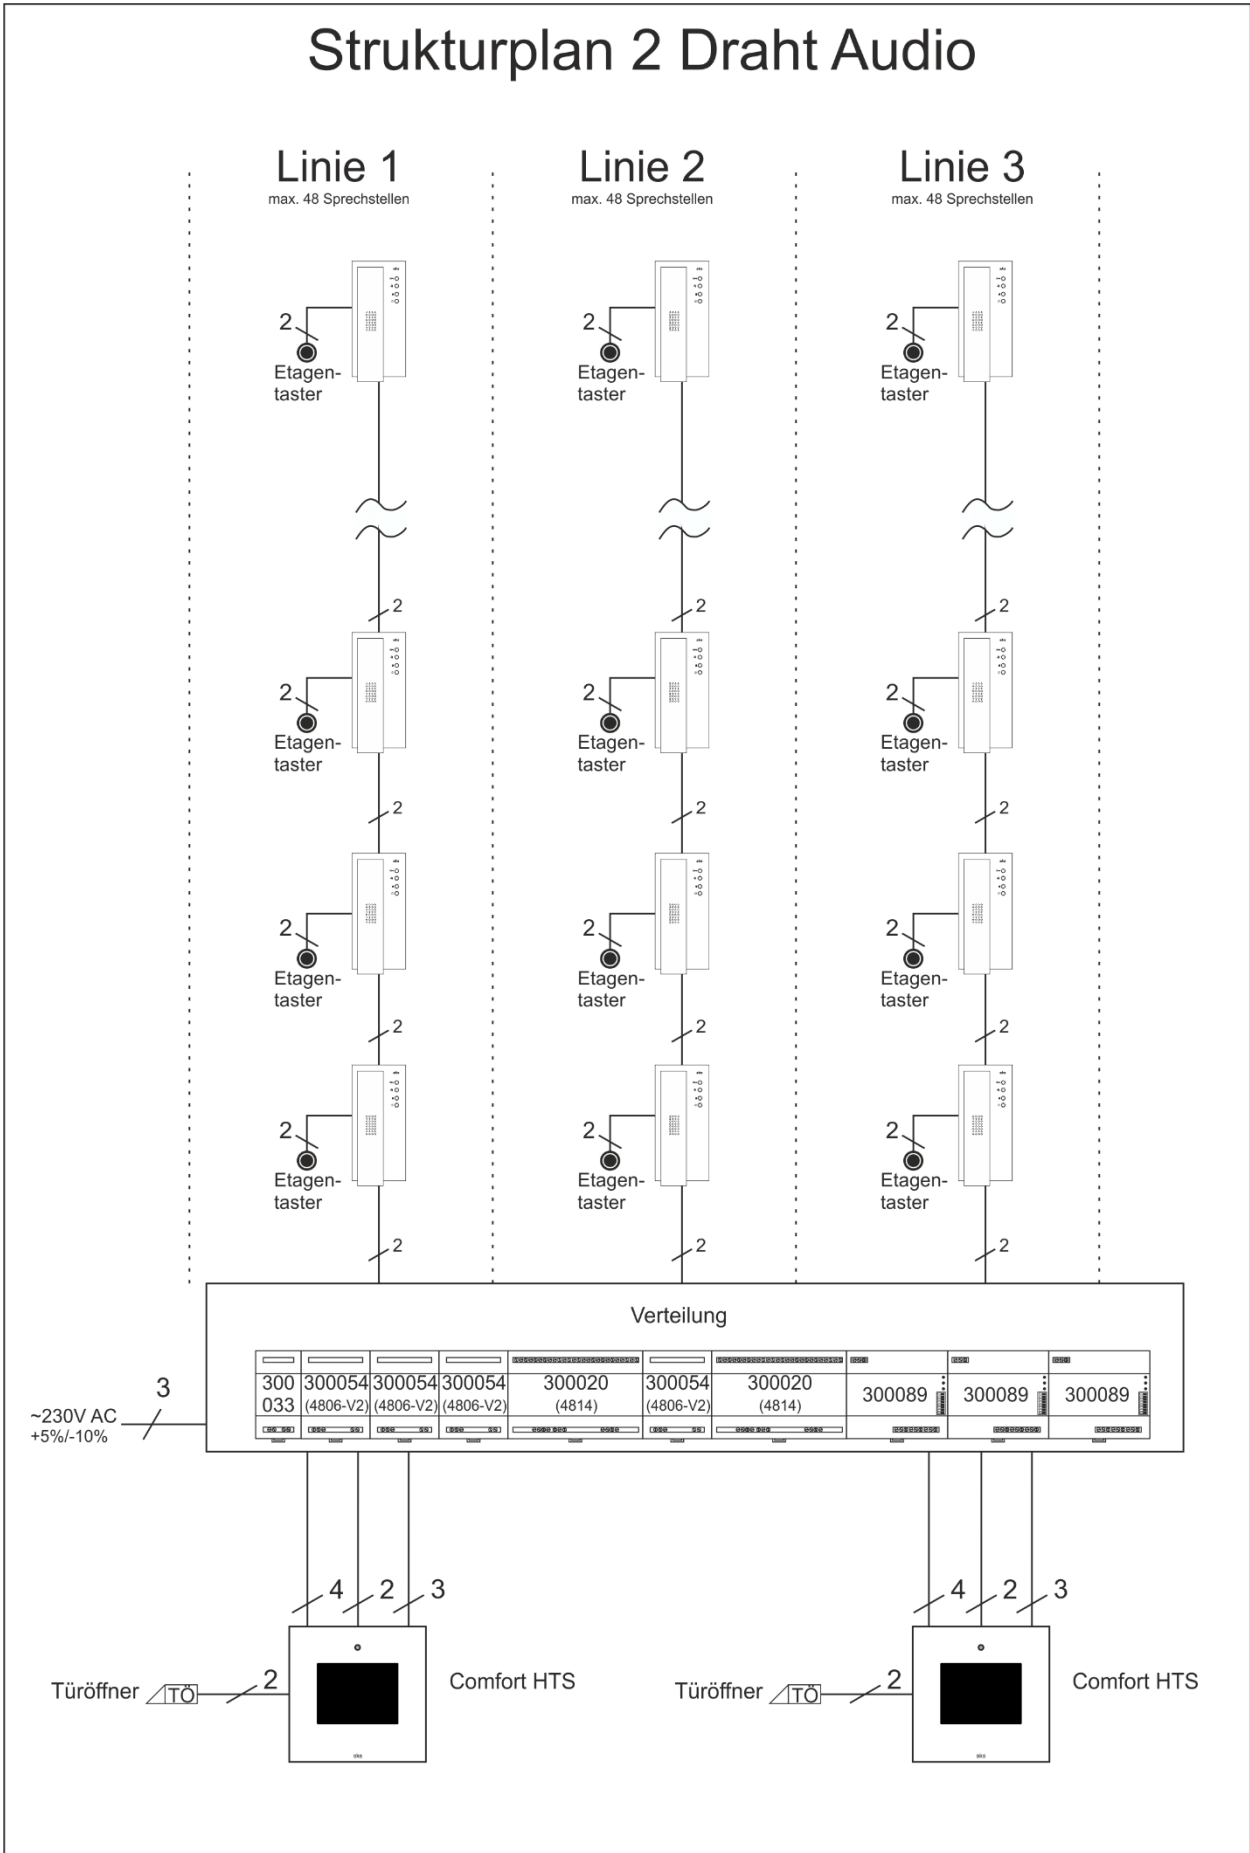 Strukturplan 2 Draht Audio
Linie 1
max. 48 Sprechstellen
Linie 2
max. 48 Sprechstellen
Linie 3
max. 48 Sprechstellen
2
Etagen-
taster
2
Etagen-
taster
2
Etagen-
taster
2
2
2
2
Etagen-
taster
2
Etagen-
taster
2
Etagen-
taster
2
2
2
2
Etagen-
taster
2
Etagen-
taster
2
Etagen-
taster
2
2
2
2
Etagen-
taster
2
Etagen-
taster
2
Etagen-
taster
2
2
2
Verteilung
300
033
300054
(4806-V2)
300054
(4806-V2)
300054
(4806-V2)
300020
(4814)
300054
(4806-V2)
300020
(4814)
300089
300089
300089
3
~230V AC
+5%/-10%
4
2
3
4
2
3
Türöffner
TÖ
2
Comfort HTS
Türöffner
TÖ
2
Comfort HTS